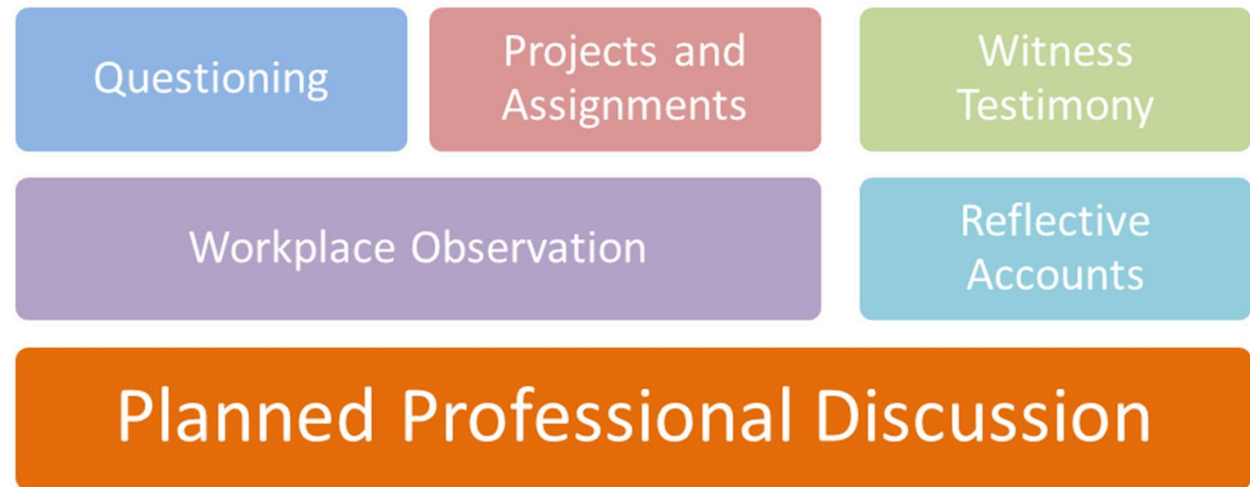 Questioning
Projects and
Assignments
Witness
Testimony
Workplace Observation
Reflective
Accounts
Planned Professional Discussion